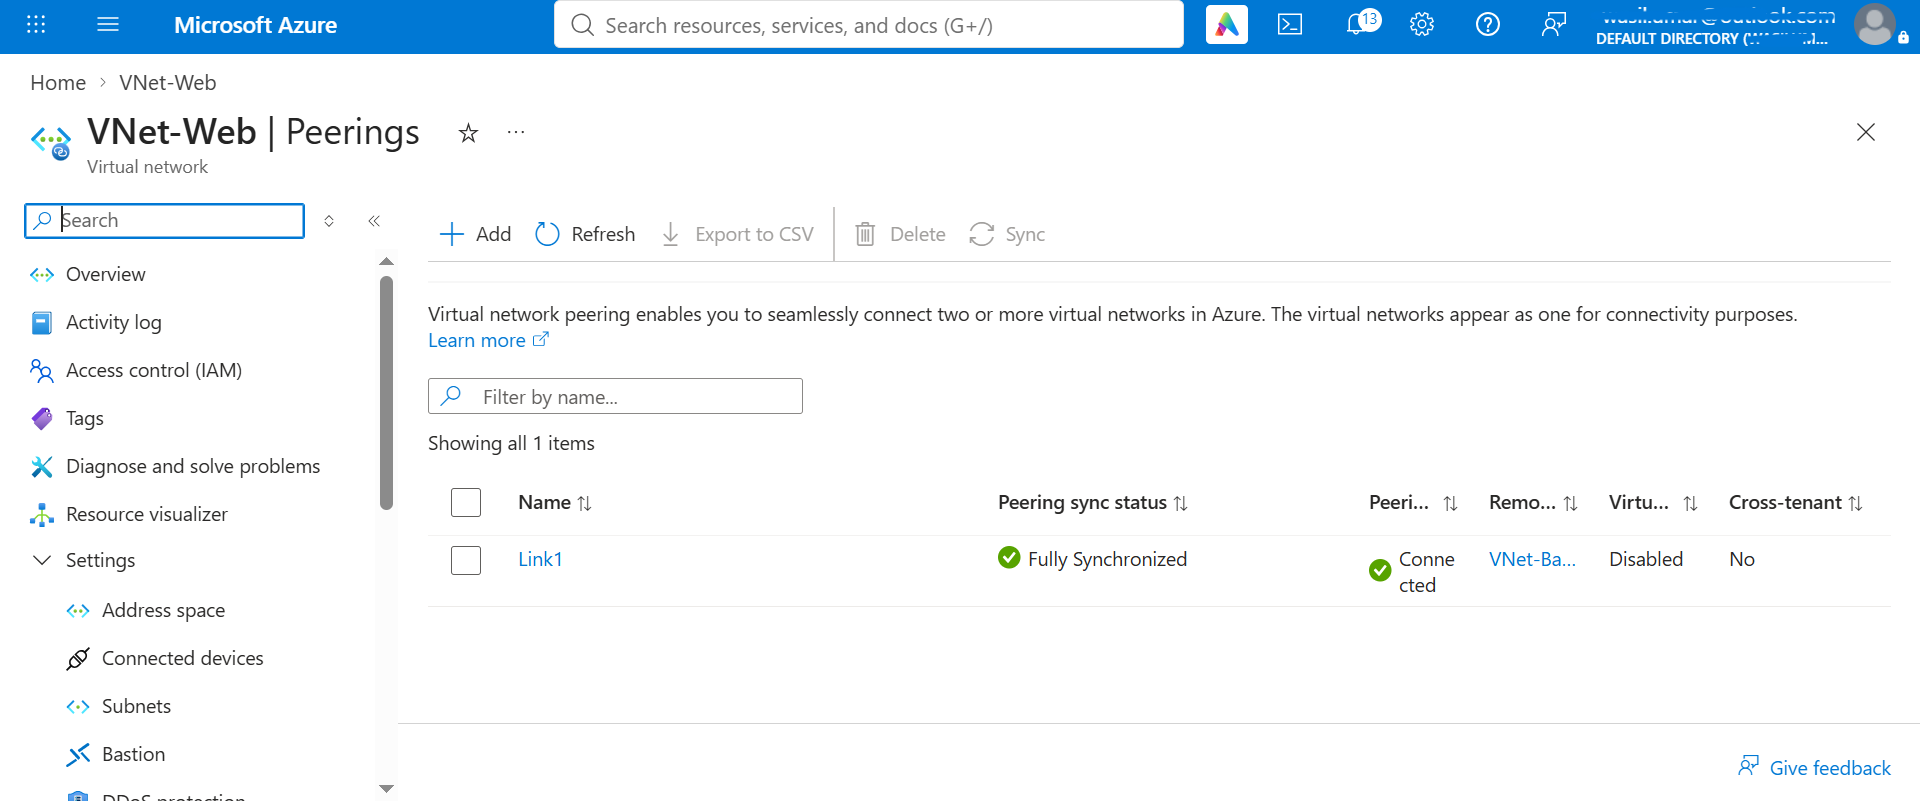 Microsoft Azure
Search resources, services, and docs (G+/)
13
DEFAULT DIRECTORY (
Home > VNet-Web
VNet-Web | Peerings
Virtual network
Search
Overview
Activity log
Access control (IAM)
Tags
Diagnose and solve problems
Resource visualizer
Settings
Address space
Connected devices
Subnets
Bastion
DDoS protection
Add
Refresh
Export to CSV
Delete
Sync
Virtual network peering enables you to seamlessly connect two or more virtual networks in Azure. The virtual networks appear as one for connectivity purposes.
Learn more
Filter by name...
Showing all 1 items
Name Peering sync status Peeri... Remo... Virtu... Cross-tenant
Link1 Fully Synchronized Conne VNet-Ba... Disabled No
cted
Give feedback